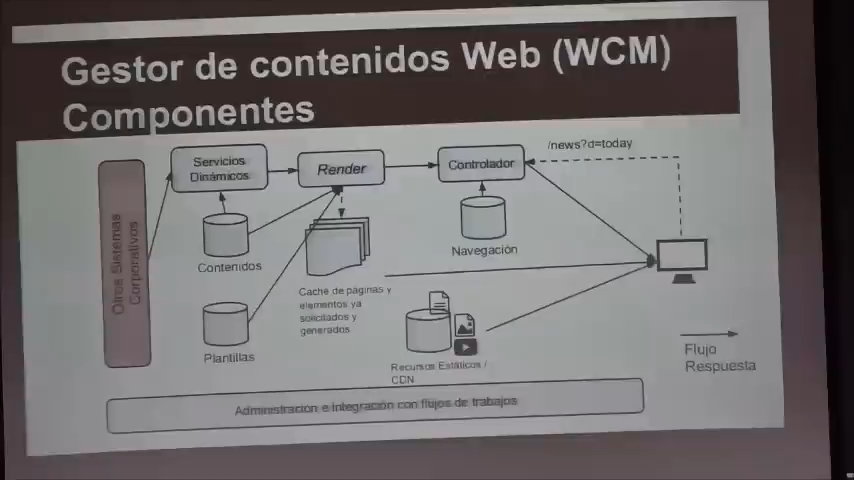 Gestor de contenidos Web (WCM)
Componentes
/news?d=today
Servicios
Dinámicos
Render
Controlador
Otros Sistemas
Corporativos
Contenidos
Navegación
Caché de páginas y
elementos ya
solicitados y
generados
Plantillas
Recursos Estáticos /
CDN
Flujo
Respuesta
Administración e Integración con flujos de trabajos